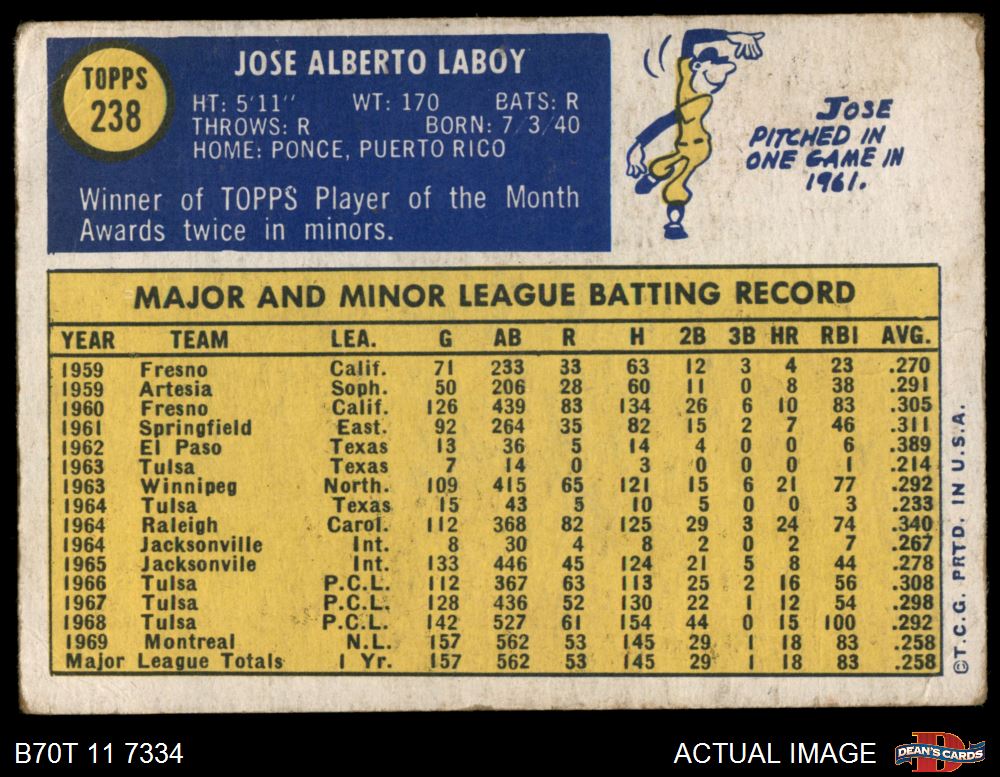 TOPPS
238
JOSE ALBERTO LABOY
HT: 5'11" WT: 170 BATS: R
THROWS: R BORN: 7/3/40
HOME: PONCE, PUERTO RICO
Winner of TOPPS Player of the Month
Awards twice in minors.
JOSE
PITCHED IN
ONE GAME IN
1961.
MAJOR AND MINOR LEAGUE BATTING RECORD
YEAR TEAM LEA. G AB R H 2B 3B HR RBI AVG.
1959 Fresno Calif. 71 233 33 63 12 3 4 23 .270
1959 Artesia Soph. 50 206 28 60 11 0 8 38 .291
1960 Fresno Calif. 126 439 83 134 26 6 10 83 .305
1961 Springfield East. 92 264 35 82 15 2 7 46 .311
1962 El Paso Texas 13 36 5 14 4 0 0 6 .389
1963 Tulsa Texas 7 14 0 3 0 0 0 1 .214
1963 Winnipeg North. 109 415 65 121 15 6 21 77 .292
1964 Tulsa Texas 15 43 5 10 5 0 0 3 .233
1964 Raleigh Carol. 112 368 82 125 29 3 24 74 .340
1964 Jacksonville Int. 8 30 4 8 2 0 2 7 .267
1965 Jacksonvile Int. 133 446 45 124 21 5 8 44 .278
1966 Tulsa P.C.L. 112 367 63 113 25 2 16 56 .308
1967 Tulsa P.C.L. 128 436 52 130 22 1 12 54 .298
1968 Tulsa P.C.L. 142 527 61 154 44 0 15 100 .292
1969 Montreal N.L. 157 562 53 145 29 1 18 83 .258
Major League Totals 1 Yr. 157 562 53 145 29 1 18 83 .258
©T.C.G. PRTD. IN U.S.A.
B70T 11 7334
ACTUAL IMAGE
DEAN'S CARDS